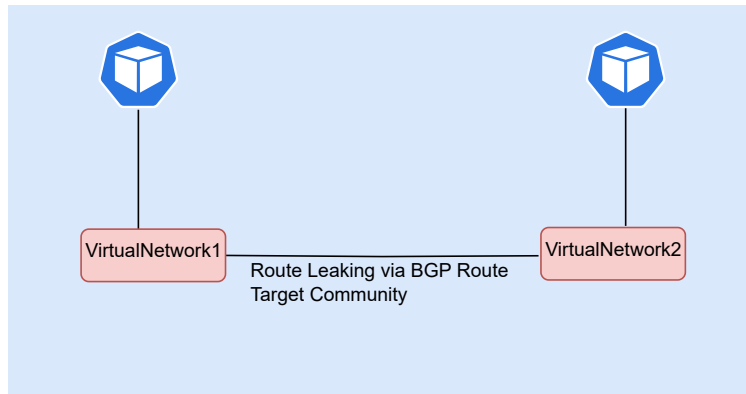 VirtualNetwork1
VirtualNetwork2
Route Leaking via BGP Route
Target Community